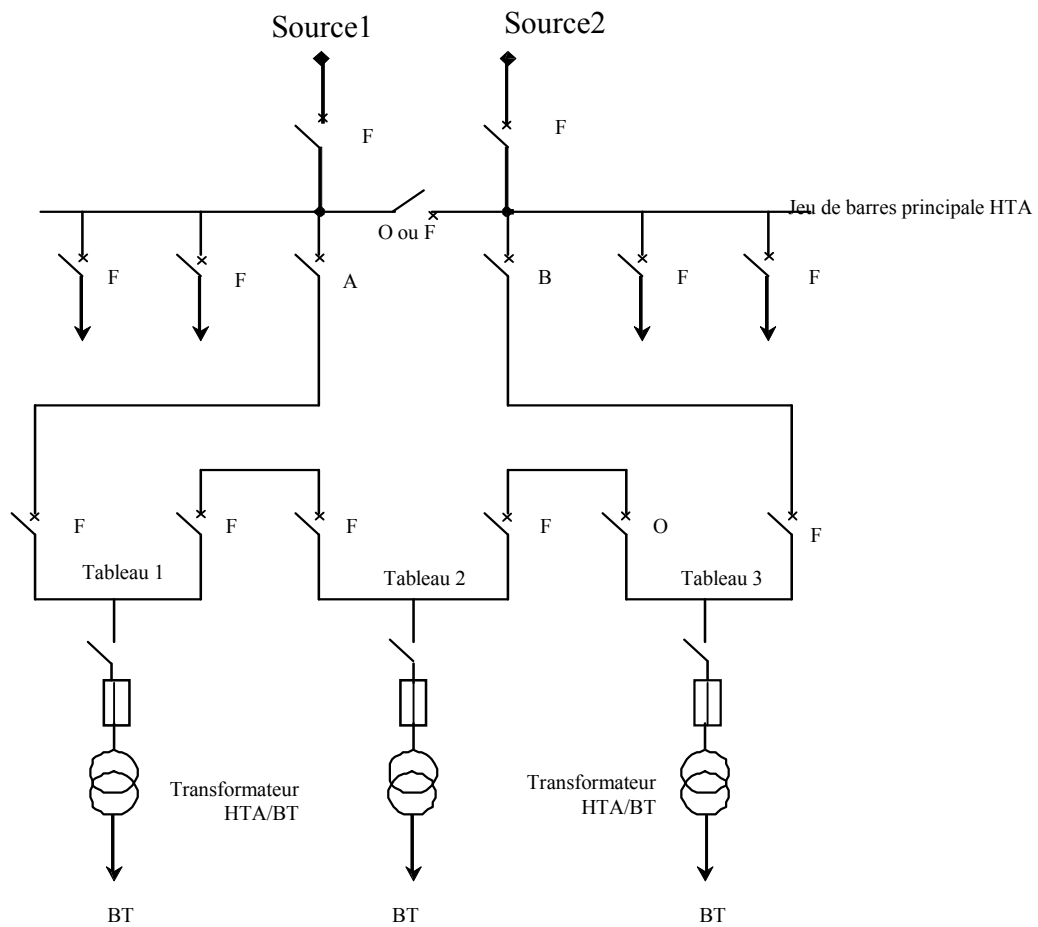 Source1
Source2
F
F
Jeu de barres principale HTA
O ou F
F
F
A
B
F
F
F
F
F
F
O
F
Tableau 1
Tableau 2
Tableau 3
Transformateur
HTA/BT
Transformateur
HTA/BT
BT
BT
BT